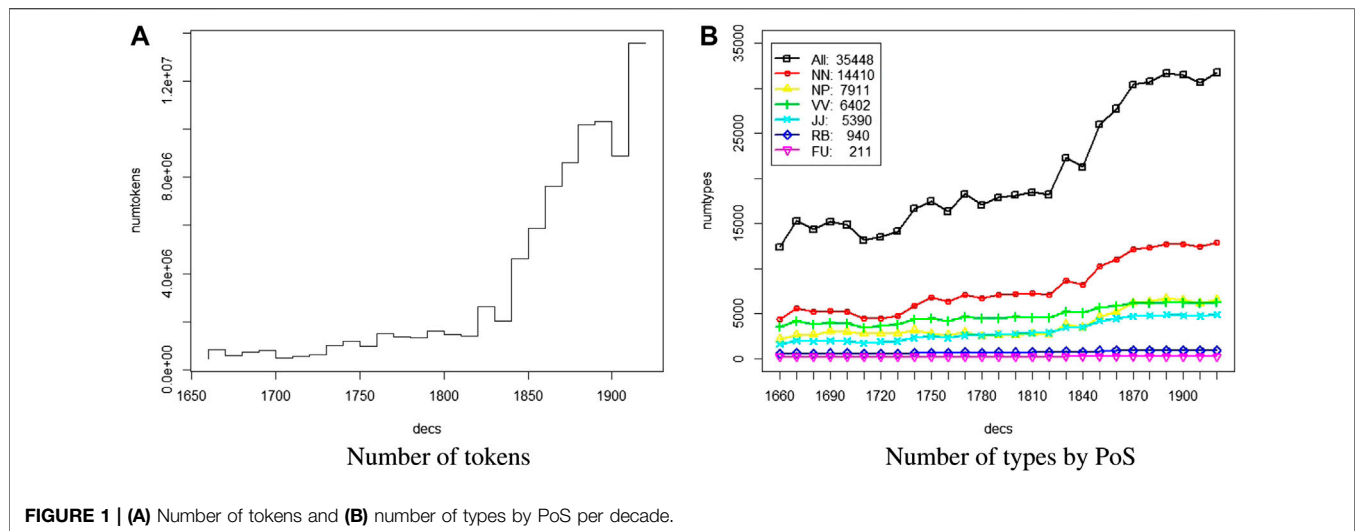 A
numtokens
0.0e+00 4.0e+06 8.0e+06 1.2e+07
1650 1700 1750 1800 1850 1900
decs
Number of tokens
B
numtypes
0 5000 15000 25000 35000
All: 35448
NN: 14410
NP: 7911
VV: 6402
JJ: 5390
RB: 940
FU: 211
1660 1690 1720 1750 1780 1810 1840 1870 1900
decs
Number of types by PoS
FIGURE 1 | (A) Number of tokens and (B) number of types by PoS per decade.